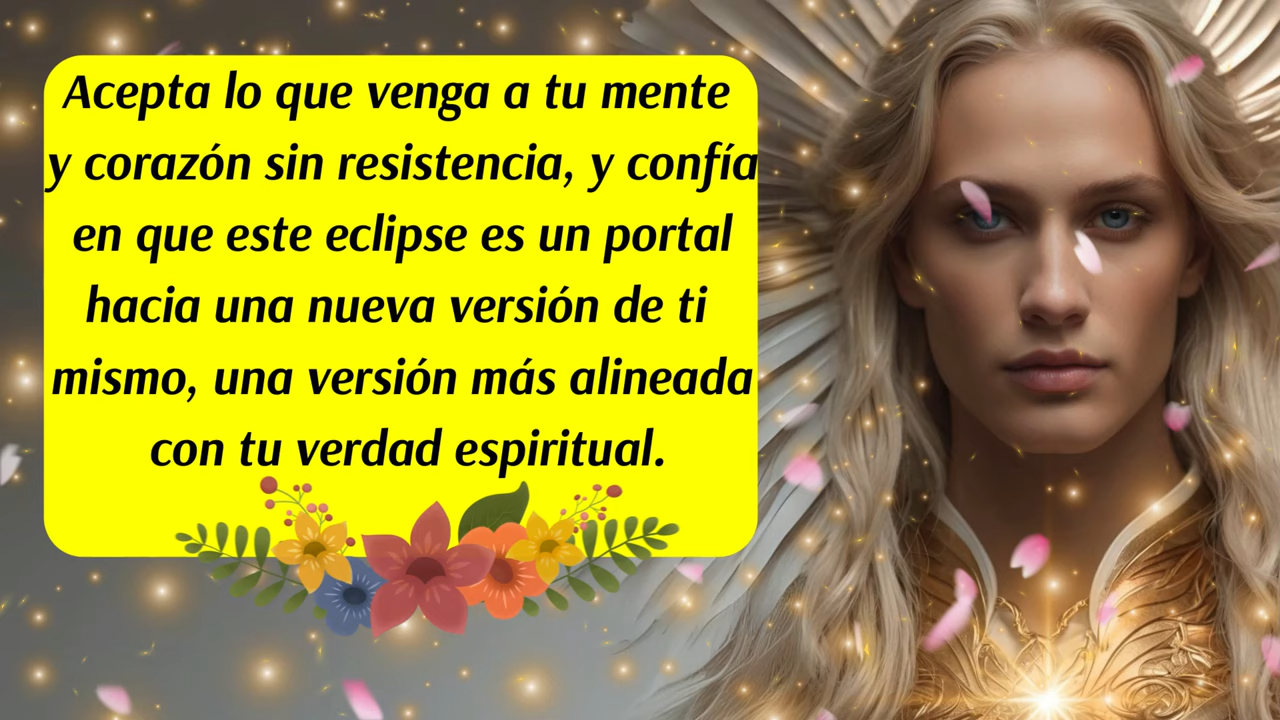 Acepta lo que venga a tu mente
y corazón sin resistencia, y confía
en que este eclipse es un portal
hacia una nueva versión de ti
mismo, una versión más alineada
con tu verdad espiritual.